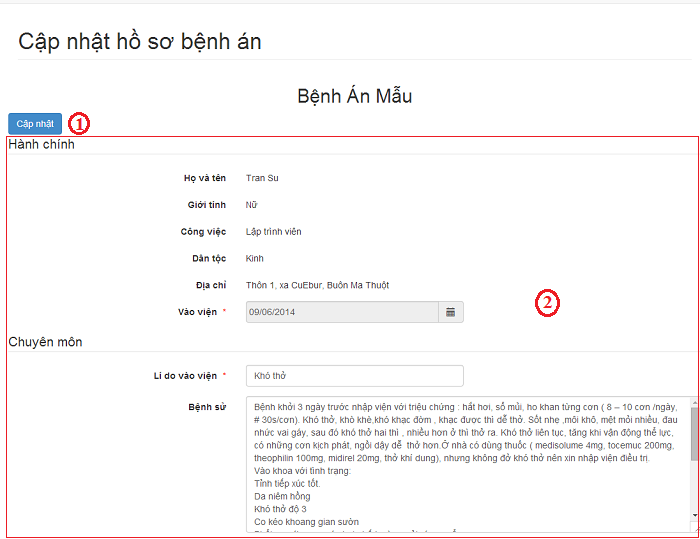 Cập nhật hồ sơ bệnh án
Bệnh Án Mẫu
Cập nhật 1
Hành chính
Họ và tên Tran Su
Giới tính Nữ
Công việc Lập trình viên
Dân tộc Kinh
Địa chỉ Thôn 1, xa CuEbur, Buôn Ma Thuột
Vào viện * 09/06/2014
2
Chuyên môn
Lí do vào viện * Khó thở
Bệnh sử Bệnh khởi 3 ngày trước nhập viện với triệu chứng : hắt hơi, sổ mũi, ho khan từng cơn ( 8 – 10 cơn /ngày,
# 30s/cơn). Khó thở, khò khè,khó khạc đờm , khạc được thì dễ thở. Sốt nhẹ ,môi khô, mệt mỏi nhiều, đau
nhức vai gáy, sau đó khó thở hai thì , nhiều hơn ở thì thở ra. Khó thở liên tục, tăng khi vận động thể lực,
có những cơn kịch phát, ngồi dậy dễ thở hơn Ở nhà có dùng thuốc ( medisolume 4mg, tocemuc 200mg,
theophilin 100mg, midirel 20mg, thở khí dung), nhưng không đỡ khó thở nên xin nhập viện điều trị.
Vào khoa với tình trạng:
Tỉnh tiếp xúc tốt.
Da niêm hồng
Khó thở độ 3
Co kéo khoang gian sườn